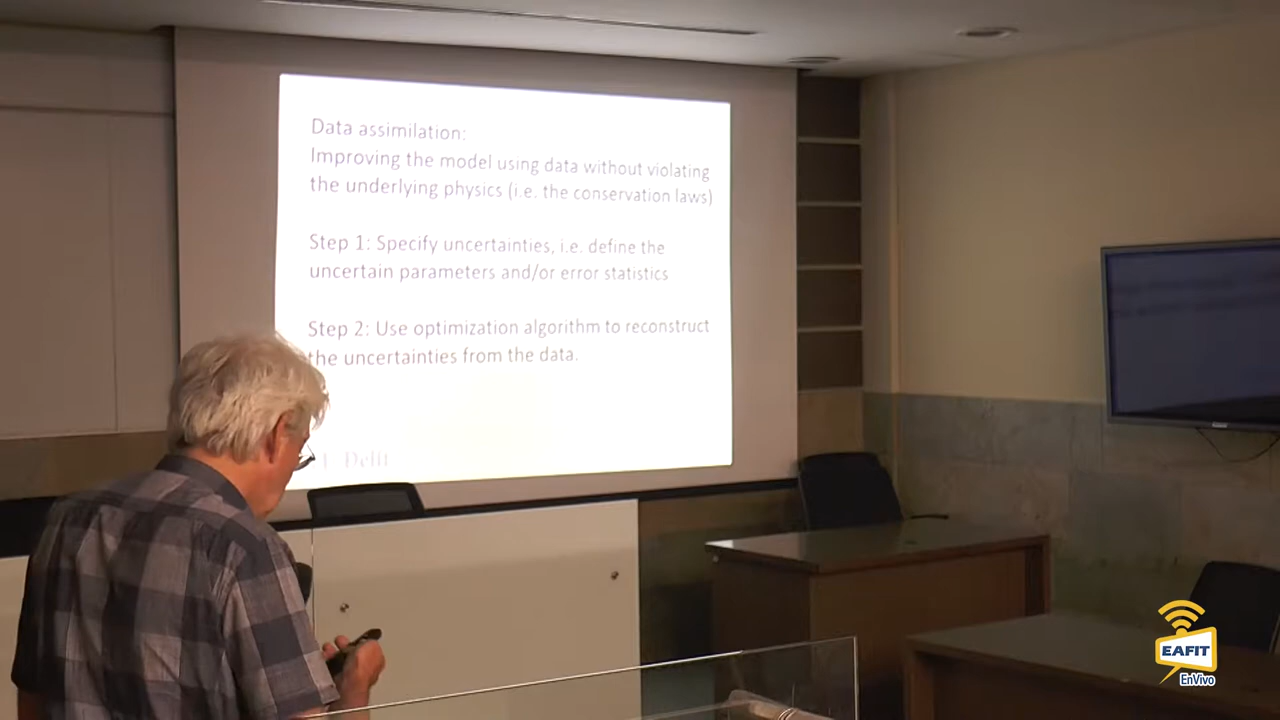 Data assimilation:
Improving the model using data without violating
the underlying physics (i.e. the conservation laws)
Step 1: Specify uncertainties, i.e. define the
uncertain parameters and/or error statistics
Step 2: Use optimization algorithm to reconstruct
the uncertainties from the data.
Delft
EAFIT
EnVivo